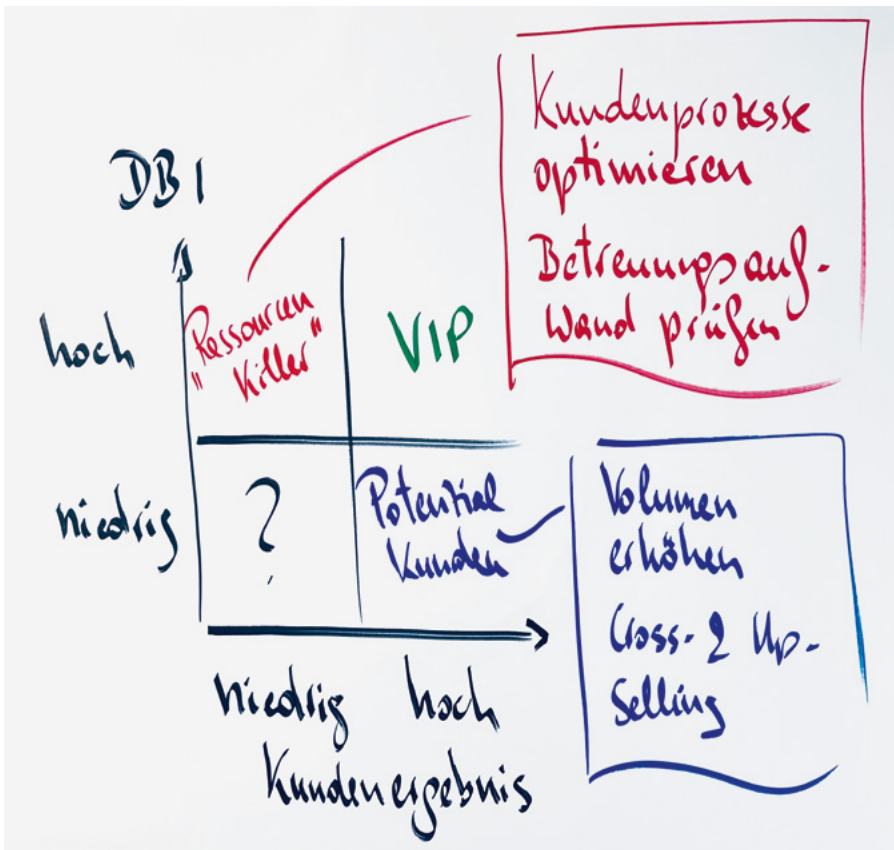 Kundenprozesse
optimieren
Betreuungsauf-
wand prüfen
DB I
hoch
"Ressourcen
Killer"
VIP
niedrig
?
Potential
Kunden
Volumen
erhöhen
Cross- & Up-
Selling
niedrig hoch
Kundenergebnis